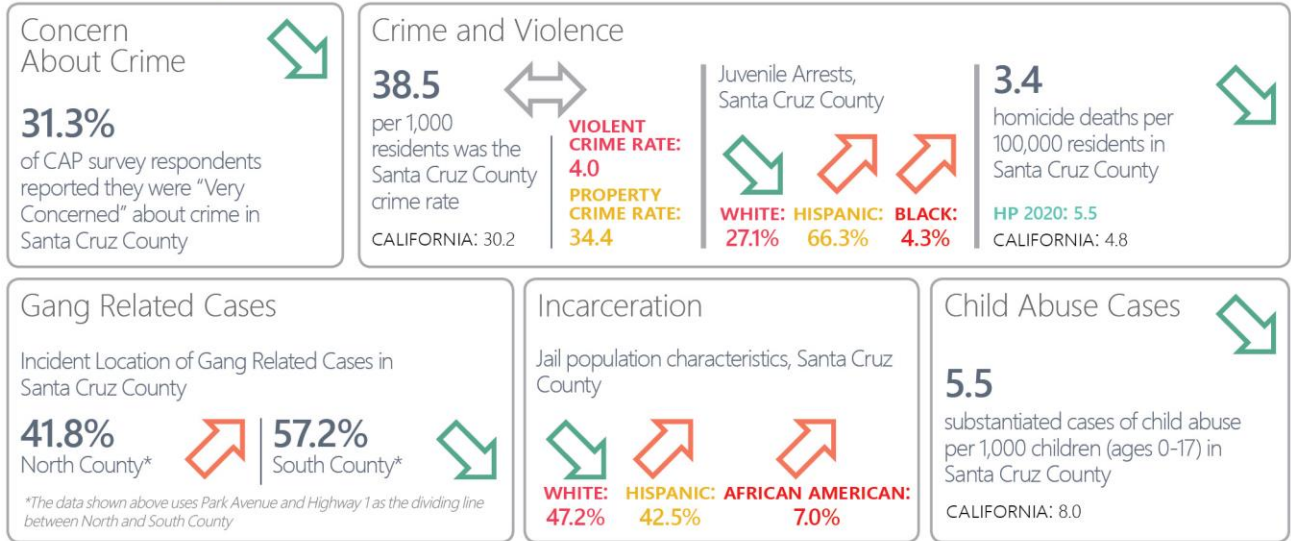 Concern
About Crime
31.3%
of CAP survey respondents
reported they were “Very
Concerned” about crime in
Santa Cruz County
Crime and Violence
38.5
per 1,000
residents was the
Santa Cruz County
crime rate
CALIFORNIA: 30.2
VIOLENT
CRIME RATE:
4.0
PROPERTY
CRIME RATE:
34.4
Juvenile Arrests,
Santa Cruz County
WHITE: HISPANIC: BLACK:
27.1% 66.3% 4.3%
3.4
homicide deaths per
100,000 residents in
Santa Cruz County
HP 2020: 5.5
CALIFORNIA: 4.8
Gang Related Cases
Incident Location of Gang Related Cases in
Santa Cruz County
41.8%
North County*
57.2%
South County*
*The data shown above uses Park Avenue and Highway 1 as the dividing line
between North and South County
Incarceration
Jail population characteristics, Santa Cruz
County
WHITE: HISPANIC: AFRICAN AMERICAN:
47.2% 42.5% 7.0%
Child Abuse Cases
5.5
substantiated cases of child abuse
per 1,000 children (ages 0-17) in
Santa Cruz County
CALIFORNIA: 8.0